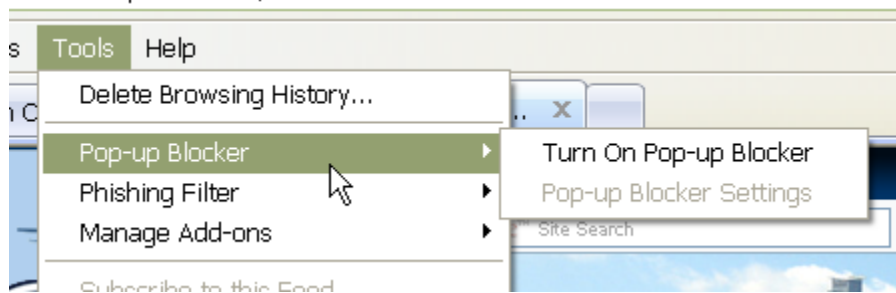 s Tools Help
Delete Browsing History...
Pop-up Blocker
Turn On Pop-up Blocker
Phishing Filter
Pop-up Blocker Settings
Manage Add-ons
Site Search
Subscribe to this Feed